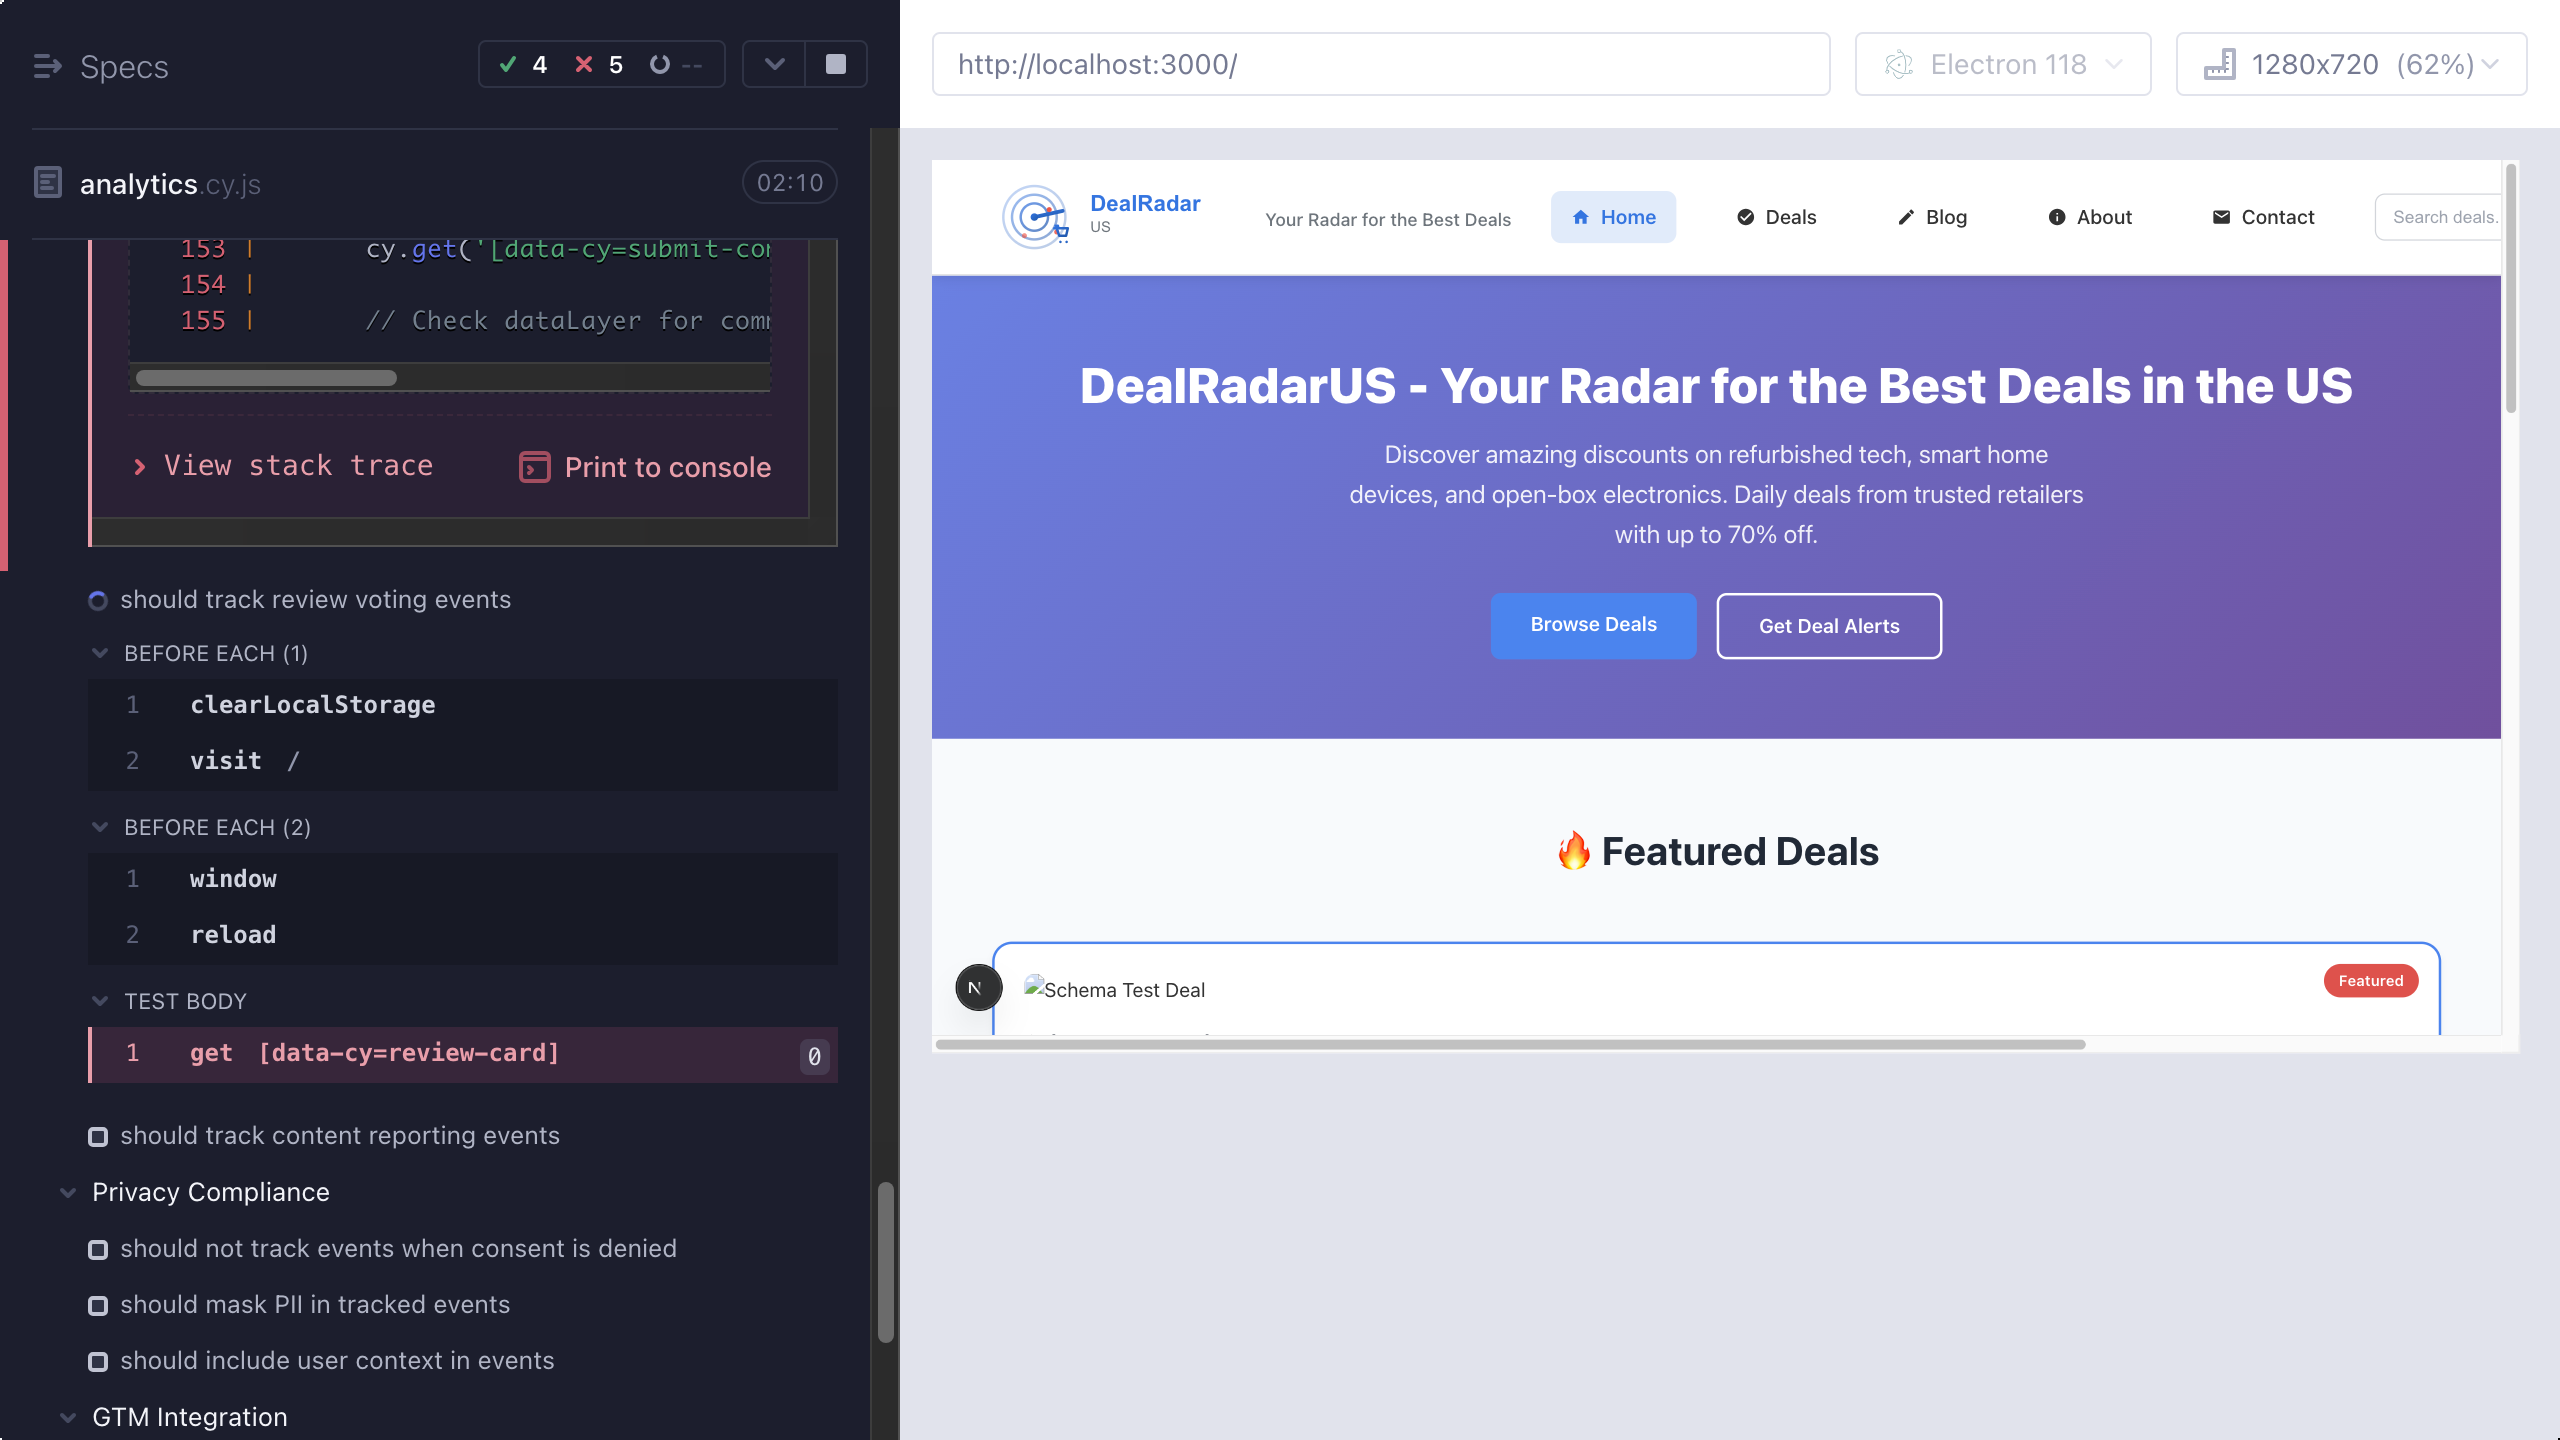 Specs
4 5 --
analytics.cy.js
02:10
153 | cy.get('[data-cy=submit-co
154 |
155 | // Check dataLayer for com
View stack trace
Print to console
should track review voting events
BEFORE EACH (1)
1 clearLocalStorage
2 visit /
BEFORE EACH (2)
1 window
2 reload
TEST BODY
1 get [data-cy=review-card] 0
should track content reporting events
Privacy Compliance
should not track events when consent is denied
should mask PII in tracked events
should include user context in events
GTM Integration
http://localhost:3000/
Electron 118
1280x720 (62%)
DealRadar
US
Your Radar for the Best Deals
Home
Deals
Blog
About
Contact
Search deals.
DealRadarUS - Your Radar for the Best Deals in the US
Discover amazing discounts on refurbished tech, smart home
devices, and open-box electronics. Daily deals from trusted retailers
with up to 70% off.
Browse Deals
Get Deal Alerts
🔥 Featured Deals
N
Schema Test Deal
Featured